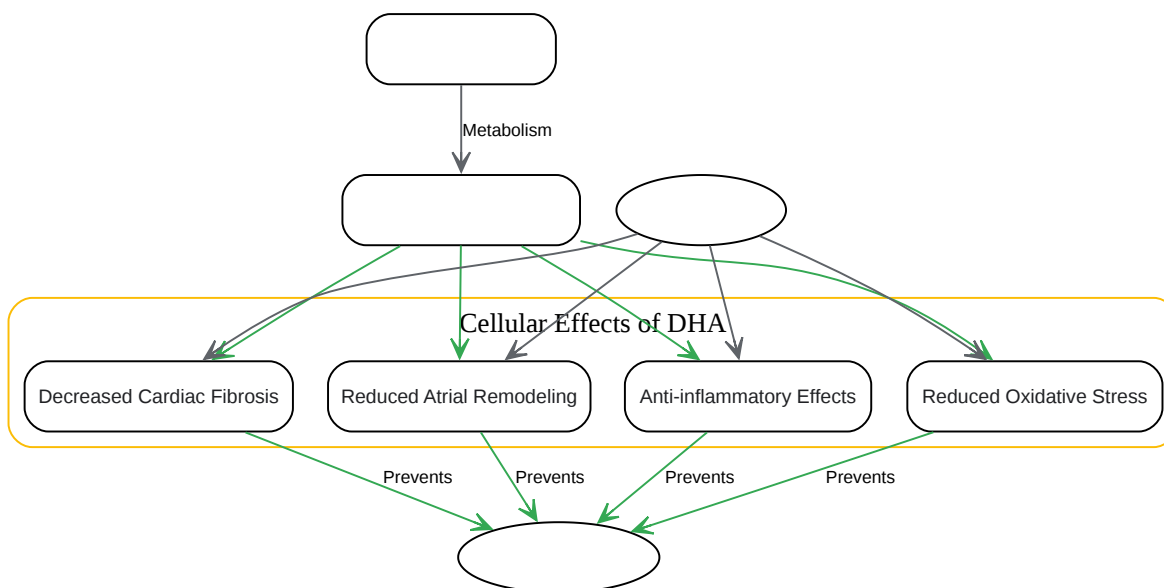 Metabolism
Cellular Effects of DHA
Decreased Cardiac Fibrosis
Reduced Atrial Remodeling
Anti-inflammatory Effects
Reduced Oxidative Stress
Prevents
Prevents
Prevents
Prevents